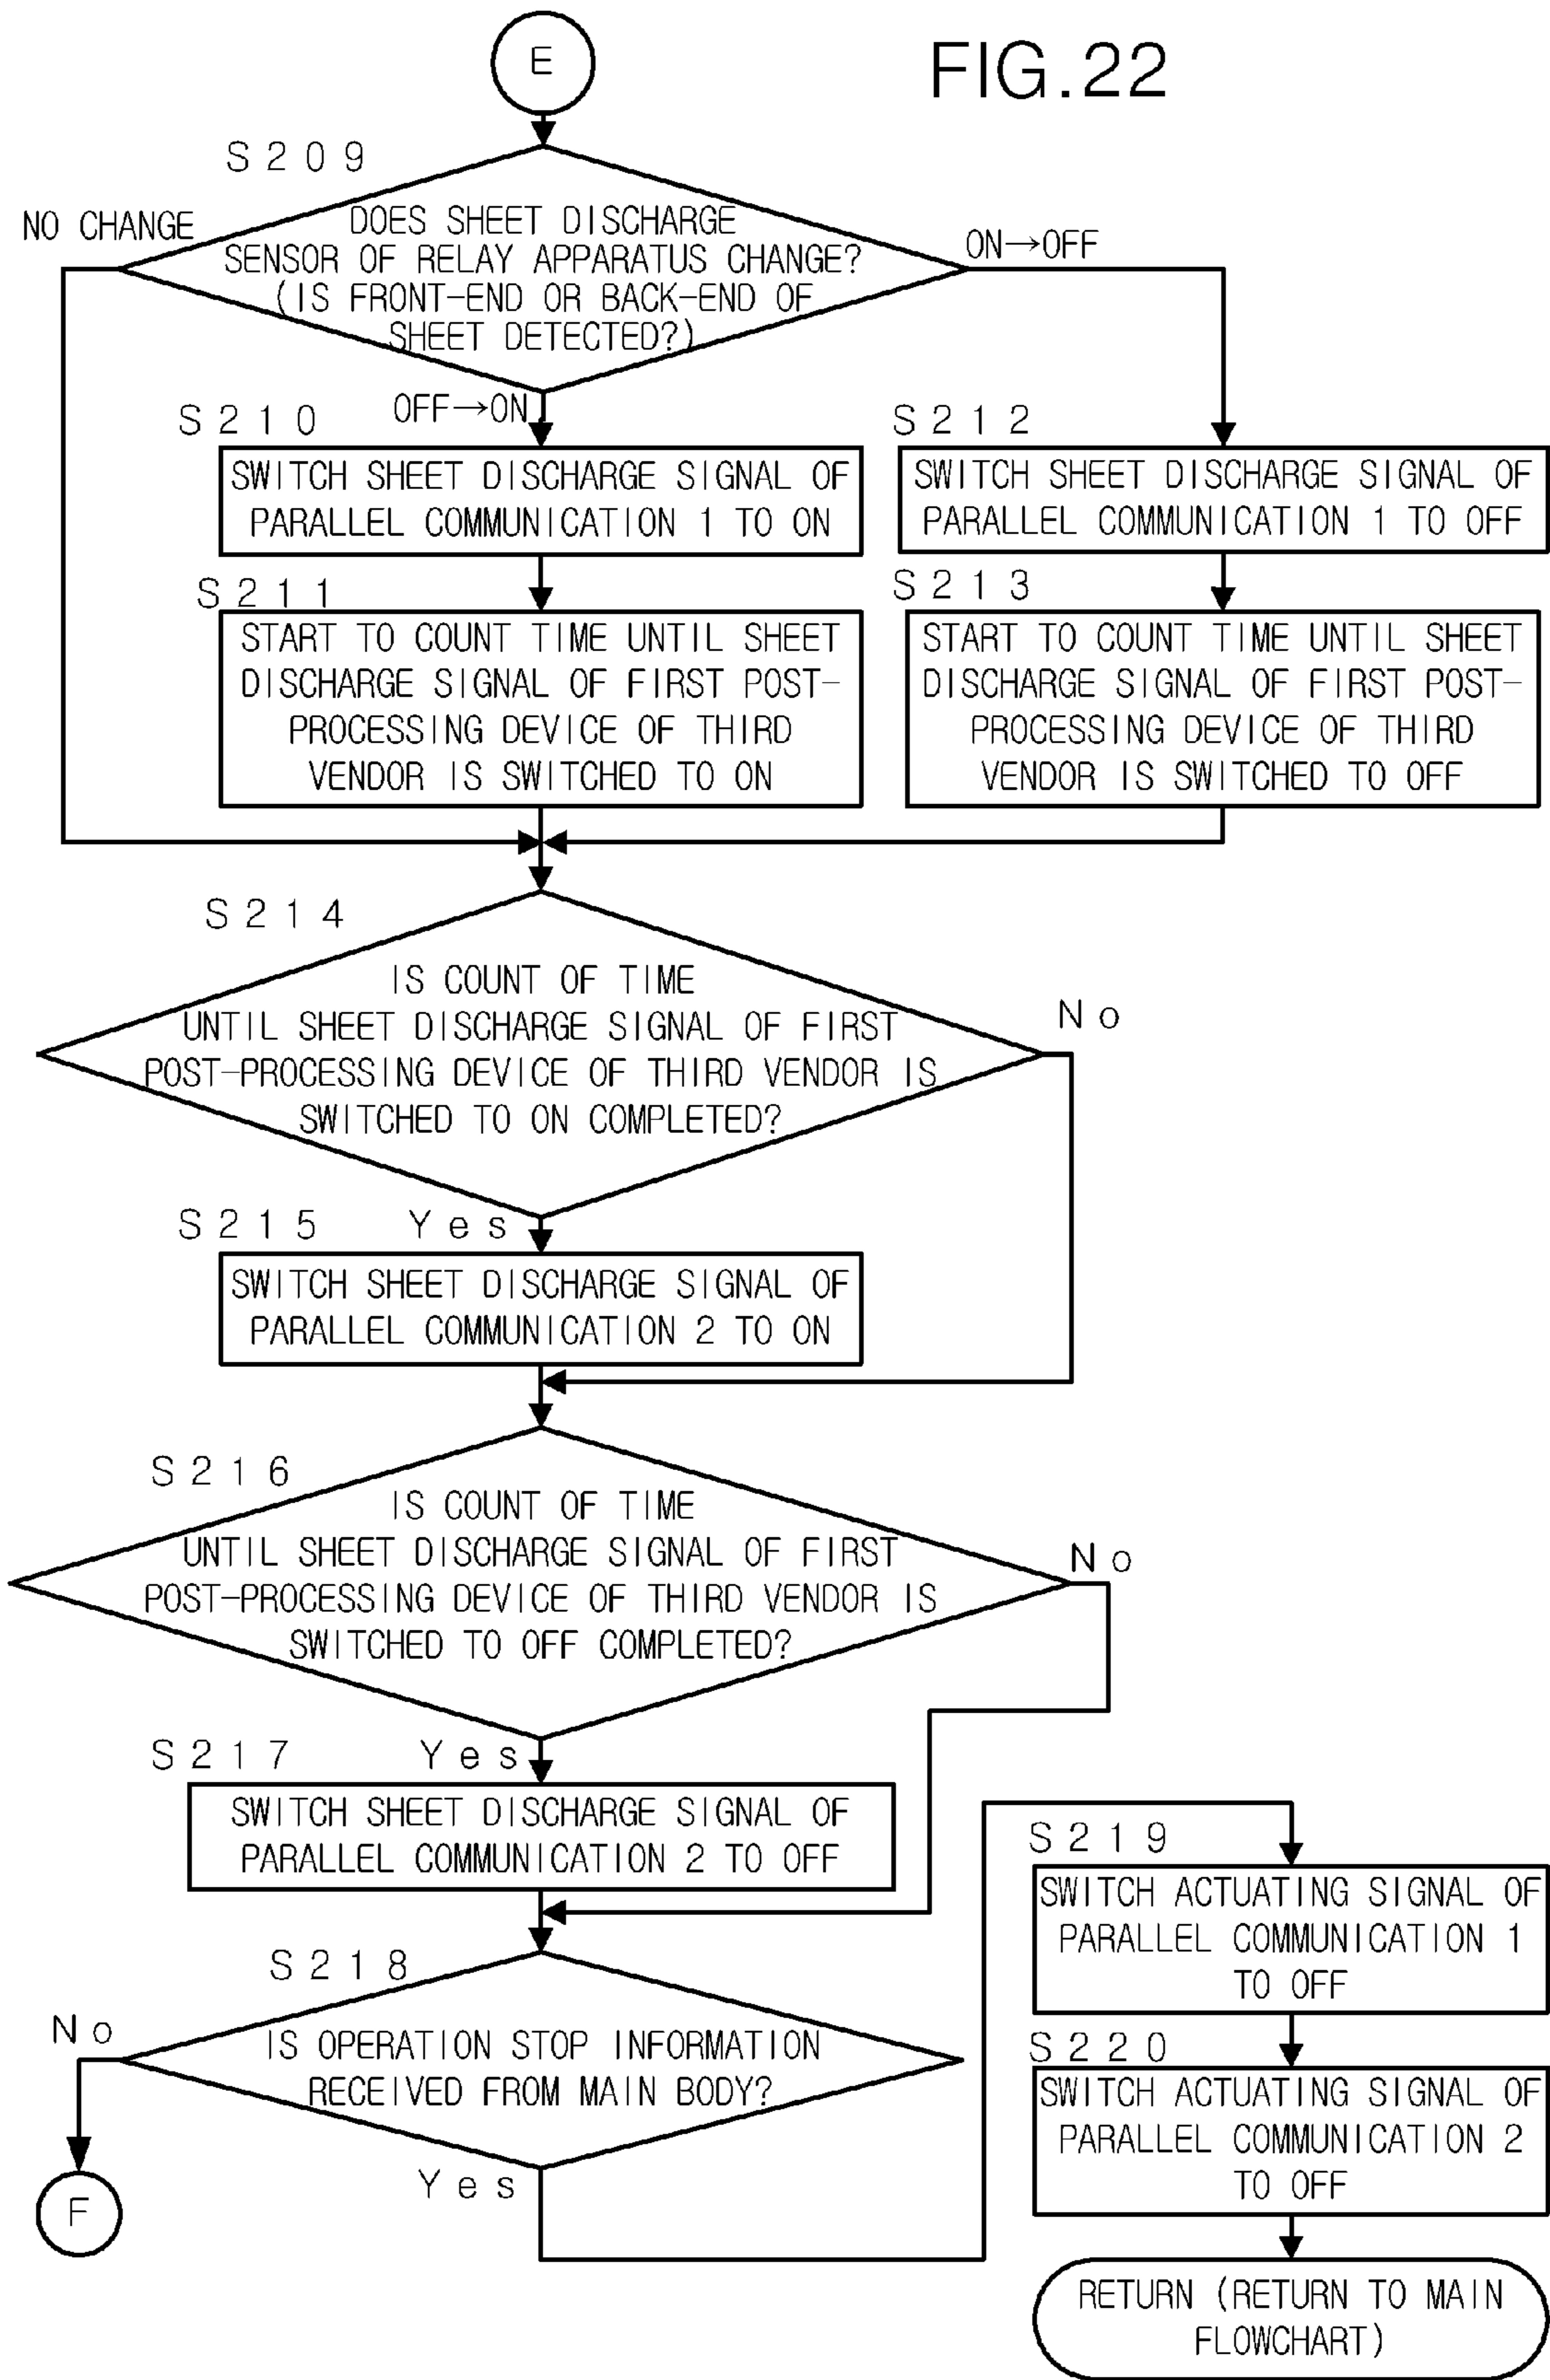 E
FIG.22
S209
NO CHANGE
DOES SHEET DISCHARGE
SENSOR OF RELAY APPARATUS CHANGE?
(IS FRONT-END OR BACK-END OF
SHEET DETECTED?)
ON→OFF
OFF→ON
S210
SWITCH SHEET DISCHARGE SIGNAL OF
PARALLEL COMMUNICATION 1 TO ON
S212
SWITCH SHEET DISCHARGE SIGNAL OF
PARALLEL COMMUNICATION 1 TO OFF
S211
START TO COUNT TIME UNTIL SHEET
DISCHARGE SIGNAL OF FIRST POST-
PROCESSING DEVICE OF THIRD
VENDOR IS SWITCHED TO ON
S213
START TO COUNT TIME UNTIL SHEET
DISCHARGE SIGNAL OF FIRST POST-
PROCESSING DEVICE OF THIRD
VENDOR IS SWITCHED TO OFF
S214
IS COUNT OF TIME
UNTIL SHEET DISCHARGE SIGNAL OF FIRST
POST-PROCESSING DEVICE OF THIRD VENDOR IS
SWITCHED TO ON COMPLETED?
No
S215
Yes
SWITCH SHEET DISCHARGE SIGNAL OF
PARALLEL COMMUNICATION 2 TO ON
S216
IS COUNT OF TIME
UNTIL SHEET DISCHARGE SIGNAL OF FIRST
POST-PROCESSING DEVICE OF THIRD VENDOR IS
SWITCHED TO OFF COMPLETED?
No
S217
Yes
SWITCH SHEET DISCHARGE SIGNAL OF
PARALLEL COMMUNICATION 2 TO OFF
S218
IS OPERATION STOP INFORMATION
RECEIVED FROM MAIN BODY?
No
F
Yes
S219
SWITCH ACTUATING SIGNAL OF
PARALLEL COMMUNICATION 1
TO OFF
S220
SWITCH ACTUATING SIGNAL OF
PARALLEL COMMUNICATION 2
TO OFF
RETURN (RETURN TO MAIN
FLOWCHART)